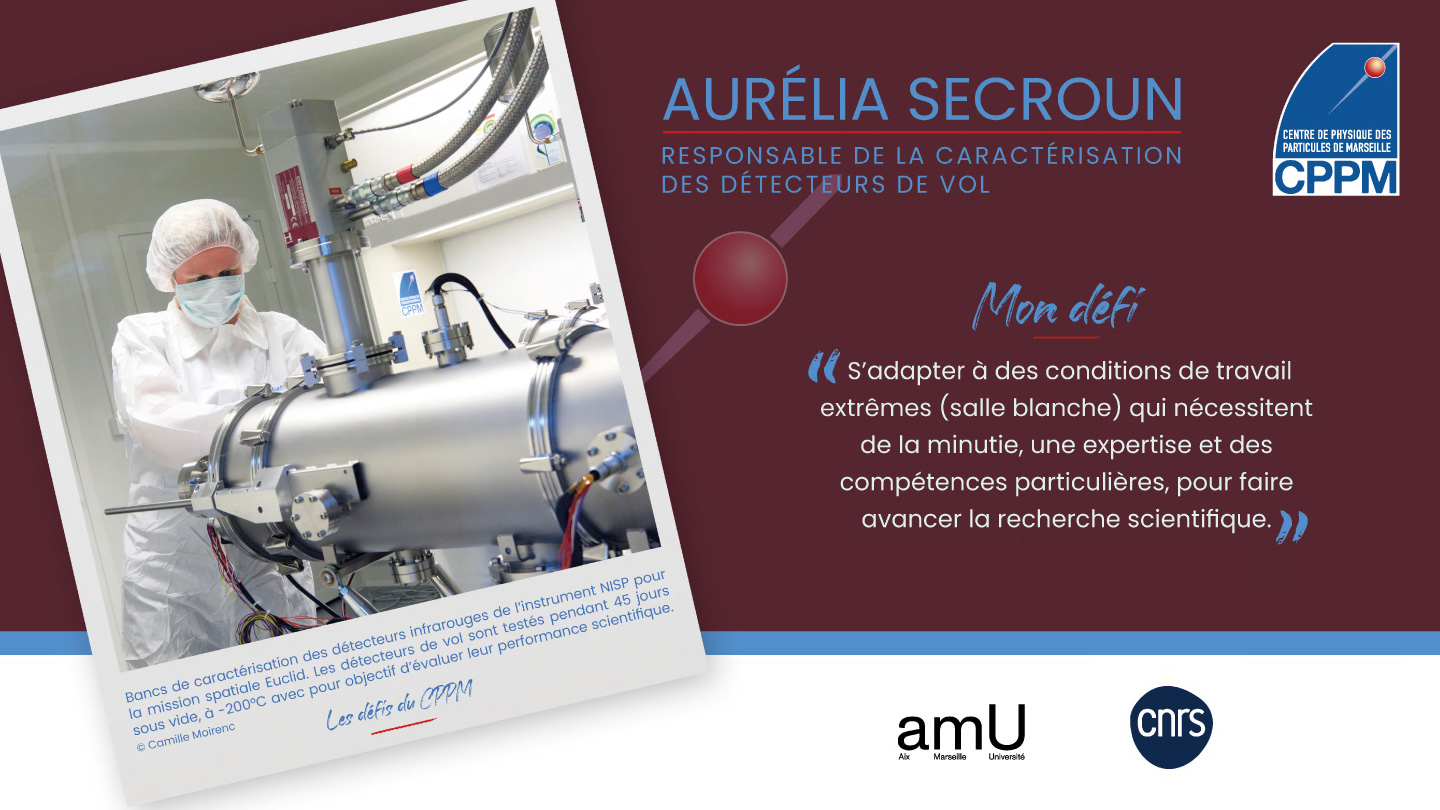 AURÉLIA SECROUN
RESPONSABLE DE LA CARACTÉRISATION
DES DÉTECTEURS DE VOL
CENTRE DE PHYSIQUE DES
PARTICULES DE MARSEILLE
CPPM
Mon défi
“ S’adapter à des conditions de travail
extrêmes (salle blanche) qui nécessitent
de la minutie, une expertise et des
compétences particulières, pour faire
avancer la recherche scientifique. ”
CPPM
Bancs de caractérisation des détecteurs infrarouges de l’instrument NISP pour
la mission spatiale Euclid. Les détecteurs de vol sont testés pendant 45 jours
sous vide, à -200°C avec pour objectif d’évaluer leur performance scientifique.
© Camille Moirenc
Les défis du CPPM
amU
Aix Marseille Université
cnrs